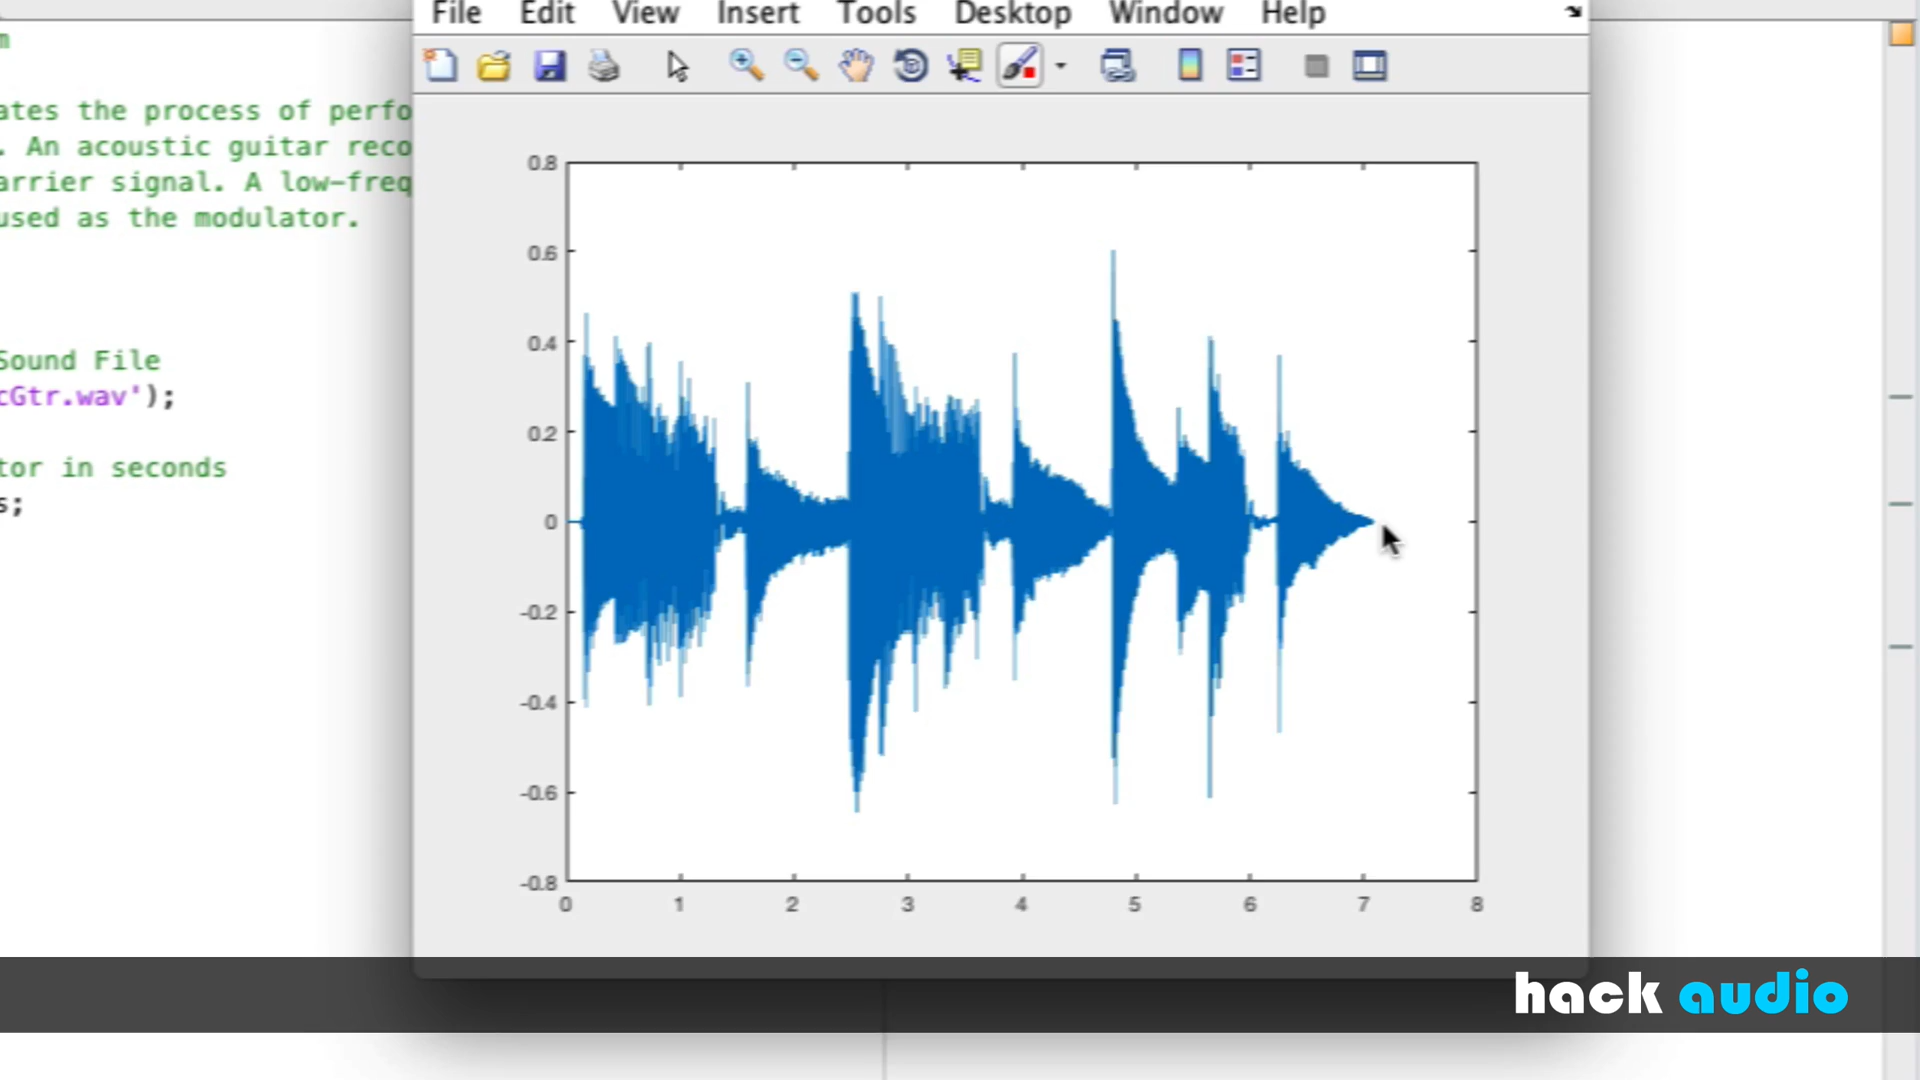 File Edit View Insert Tools Desktop Window Help
ates the process of perfo
. An acoustic guitar reco
arrier signal. A low-freq
used as the modulator.
Sound File
cGtr.wav');
tor in seconds
s;
0.8
0.6
0.4
0.2
0
-0.2
-0.4
-0.6
-0.8
0 1 2 3 4 5 6 7 8
hack audio